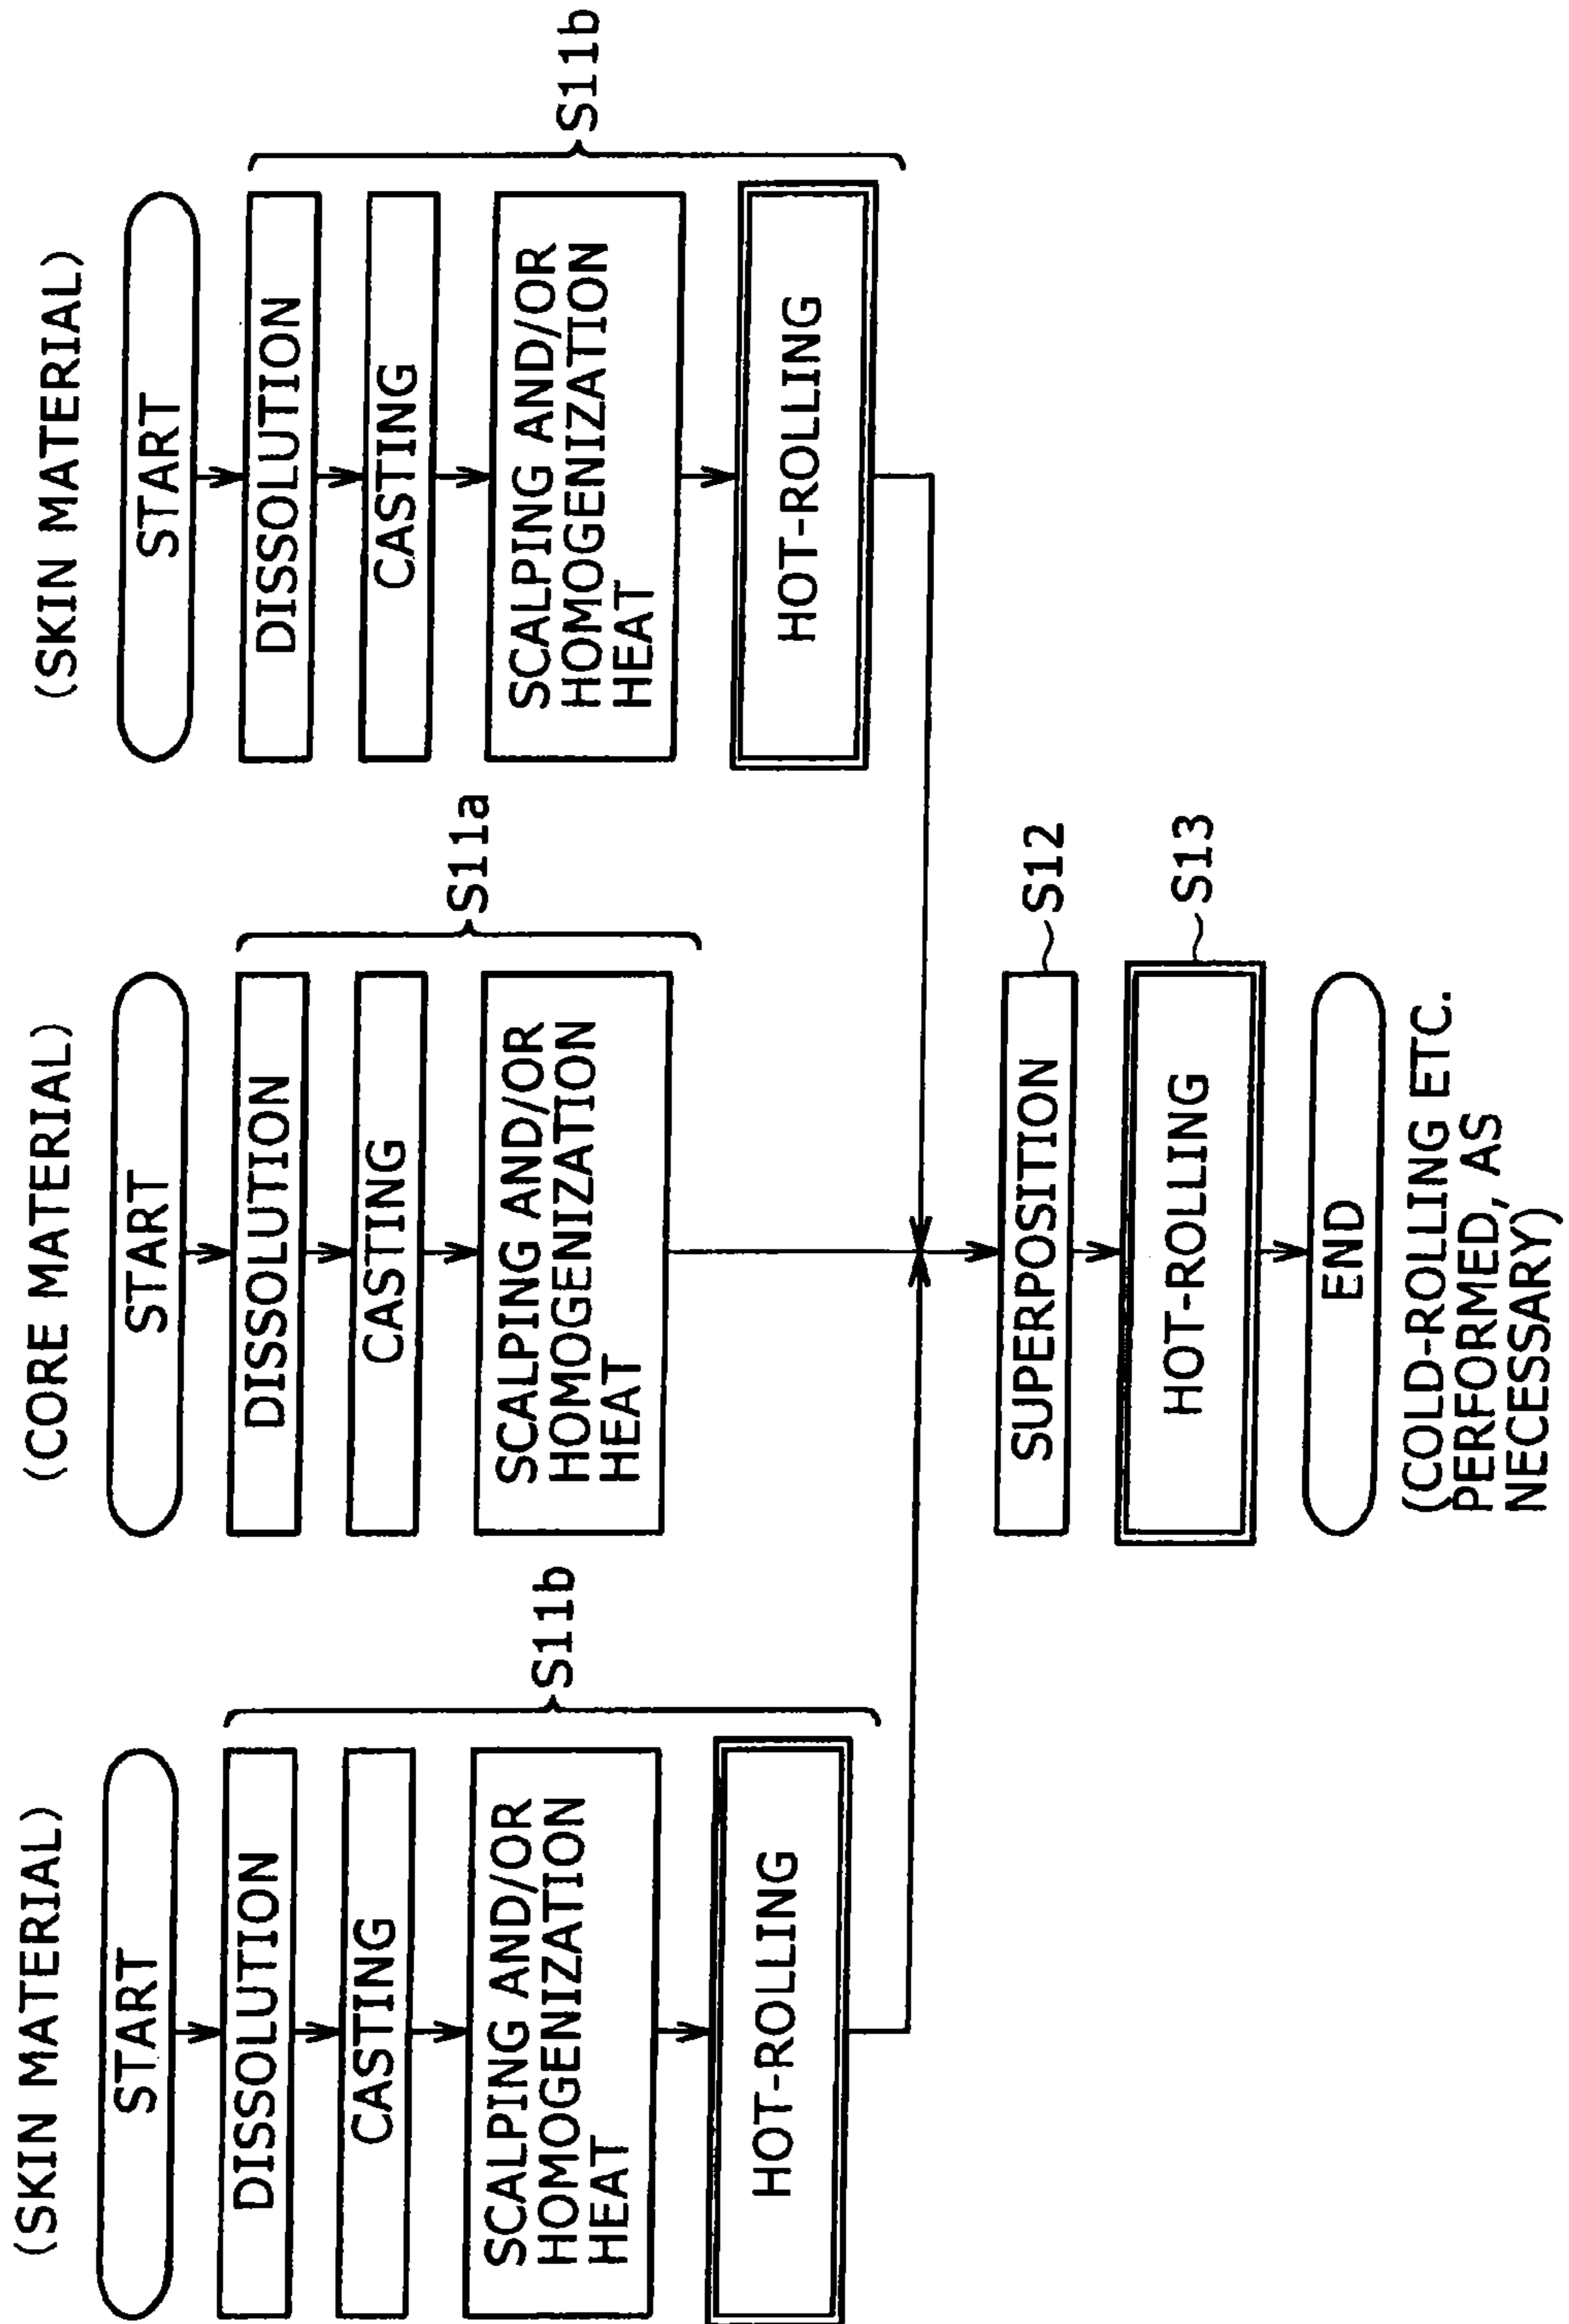 (SKIN MATERIAL)
START
DISSOLUTION
CASTING
SCALPING AND/OR
HOMOGENIZATION
HEAT
HOT-ROLLING
S11b
(CORE MATERIAL)
START
DISSOLUTION
CASTING
SCALPING AND/OR
HOMOGENIZATION
HEAT
S11a
(SKIN MATERIAL)
START
DISSOLUTION
CASTING
SCALPING AND/OR
HOMOGENIZATION
HEAT
HOT-ROLLING
S11b
SUPERPOSITION
S12
HOT-ROLLING
S13
END
(COLD-ROLLING ETC.
PERFORMED, AS
NECESSARY)